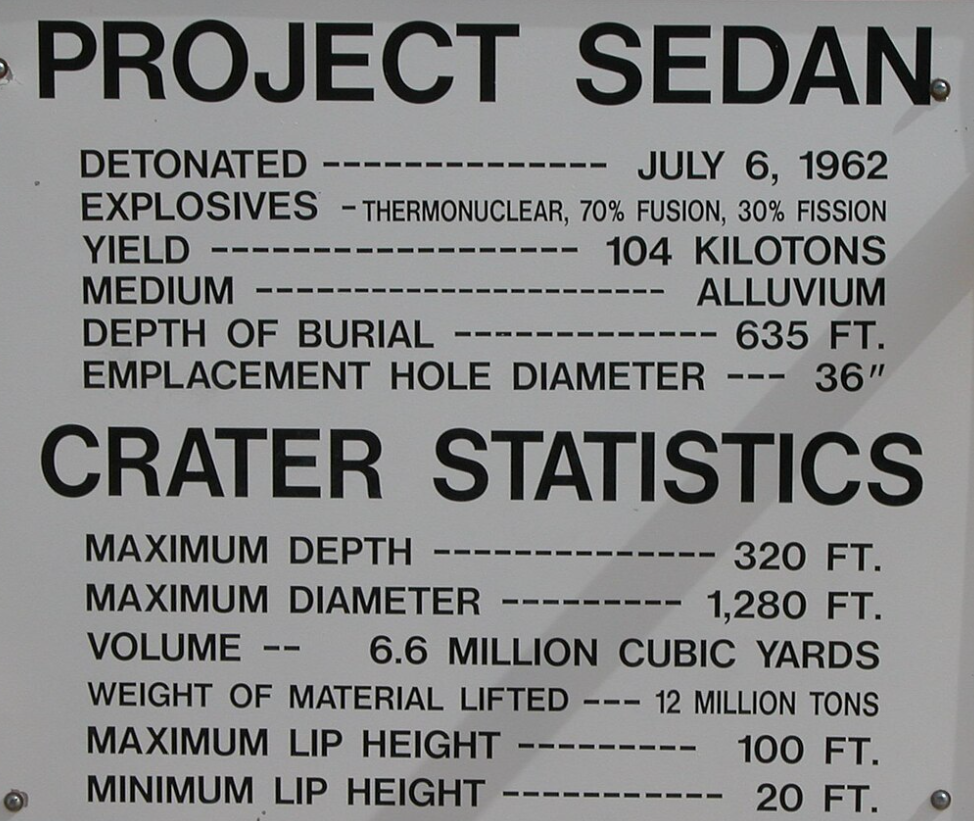 PROJECT SEDAN
DETONATED -------------- JULY 6, 1962
EXPLOSIVES - THERMONUCLEAR, 70% FUSION, 30% FISSION
YIELD ------------------ 104 KILOTONS
MEDIUM ---------------------- ALLUVIUM
DEPTH OF BURIAL ------------- 635 FT.
EMPLACEMENT HOLE DIAMETER --- 36"
CRATER STATISTICS
MAXIMUM DEPTH -------------- 320 FT.
MAXIMUM DIAMETER --------- 1,280 FT.
VOLUME -- 6.6 MILLION CUBIC YARDS
WEIGHT OF MATERIAL LIFTED --- 12 MILLION TONS
MAXIMUM LIP HEIGHT --------- 100 FT.
MINIMUM LIP HEIGHT ----------- 20 FT.